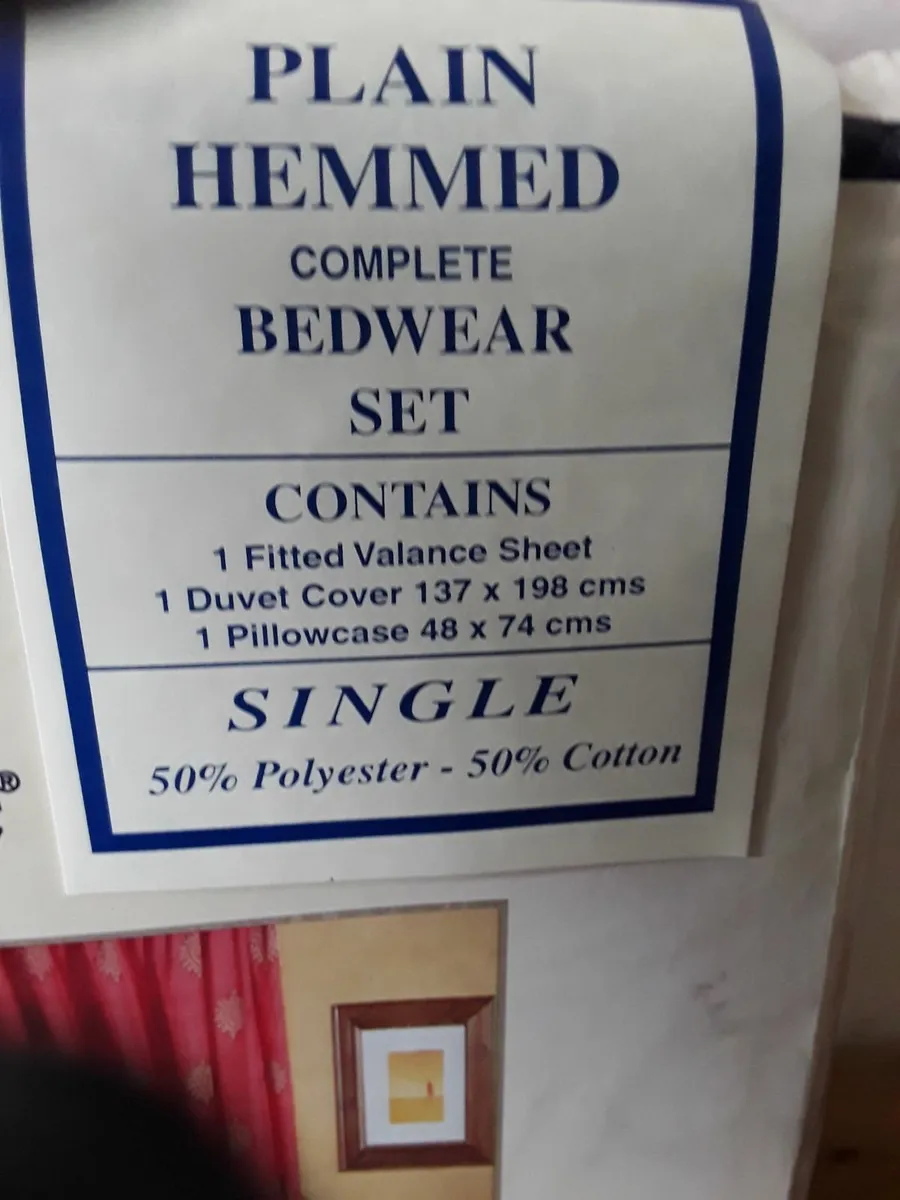 PLAIN
HEMMED
COMPLETE
BEDWEAR
SET
CONTAINS
1 Fitted Valance Sheet
1 Duvet Cover 137 x 198 cms
1 Pillowcase 48 x 74 cms
SINGLE
50% Polyester - 50% Cotton
®